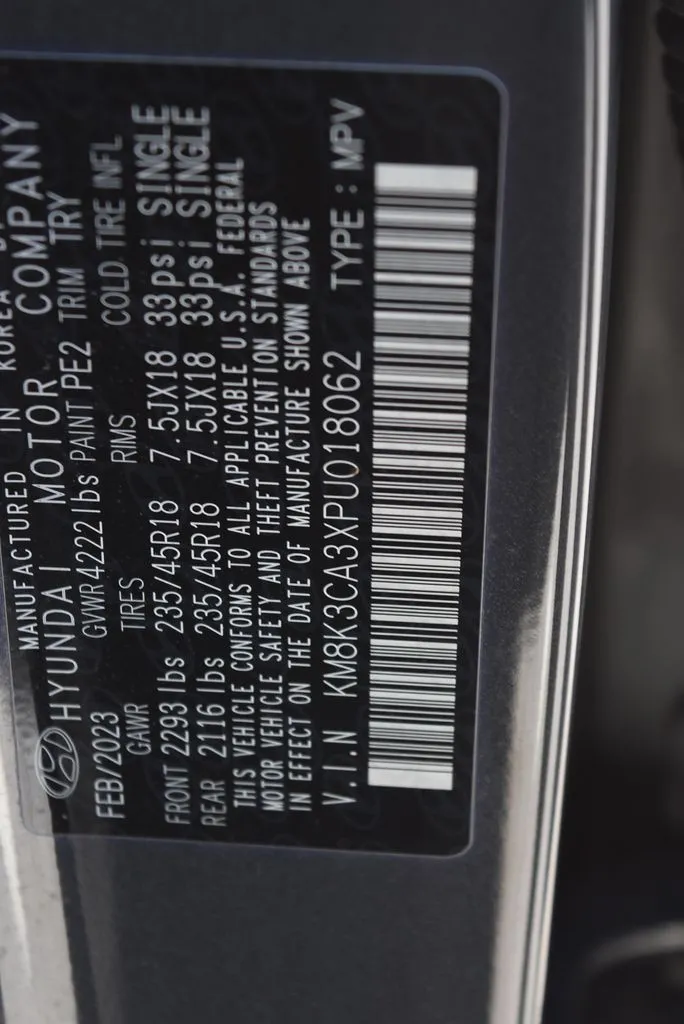 MANUFACTURED IN KOREA
HYUNDAI MOTOR COMPANY
FEB/2023 GVWR 4222 lbs PAINT PE2 TRIM TRY
GAWR TIRES RMS COLD TIRE INFL
FRONT 2293 lbs 235/45R18 7.5JX18 33psi SINGLE
REAR 2116 lbs 235/45R18 7.5JX18 33psi SINGLE
THIS VEHICLE CONFORMS TO ALL APPLICABLE U.S.A. FEDERAL
MOTOR VEHICLE SAFETY AND THEFT PREVENTION STANDARDS
IN EFFECT ON THE DATE OF MANUFACTURE SHOWN ABOVE
V.I.N KM8K3CA3XPU018062 TYPE : MPV